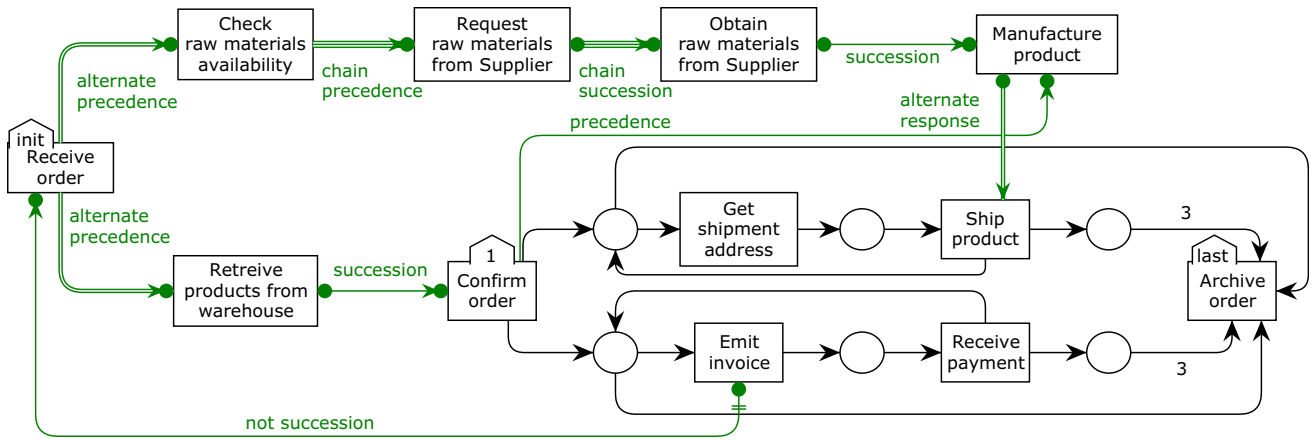 Check
raw materials
availability
Request
raw materials
from Supplier
Obtain
raw materials
from Supplier
Manufacture
product
alternate
precedence
chain
precedence
chain
succession
succession
alternate
response
precedence
init
Receive
order
alternate
precedence
Get
shipment
address
Ship
product
3
Retreive
products from
warehouse
succession
1
Confirm
order
last
Archive
order
Emit
invoice
Receive
payment
3
not succession